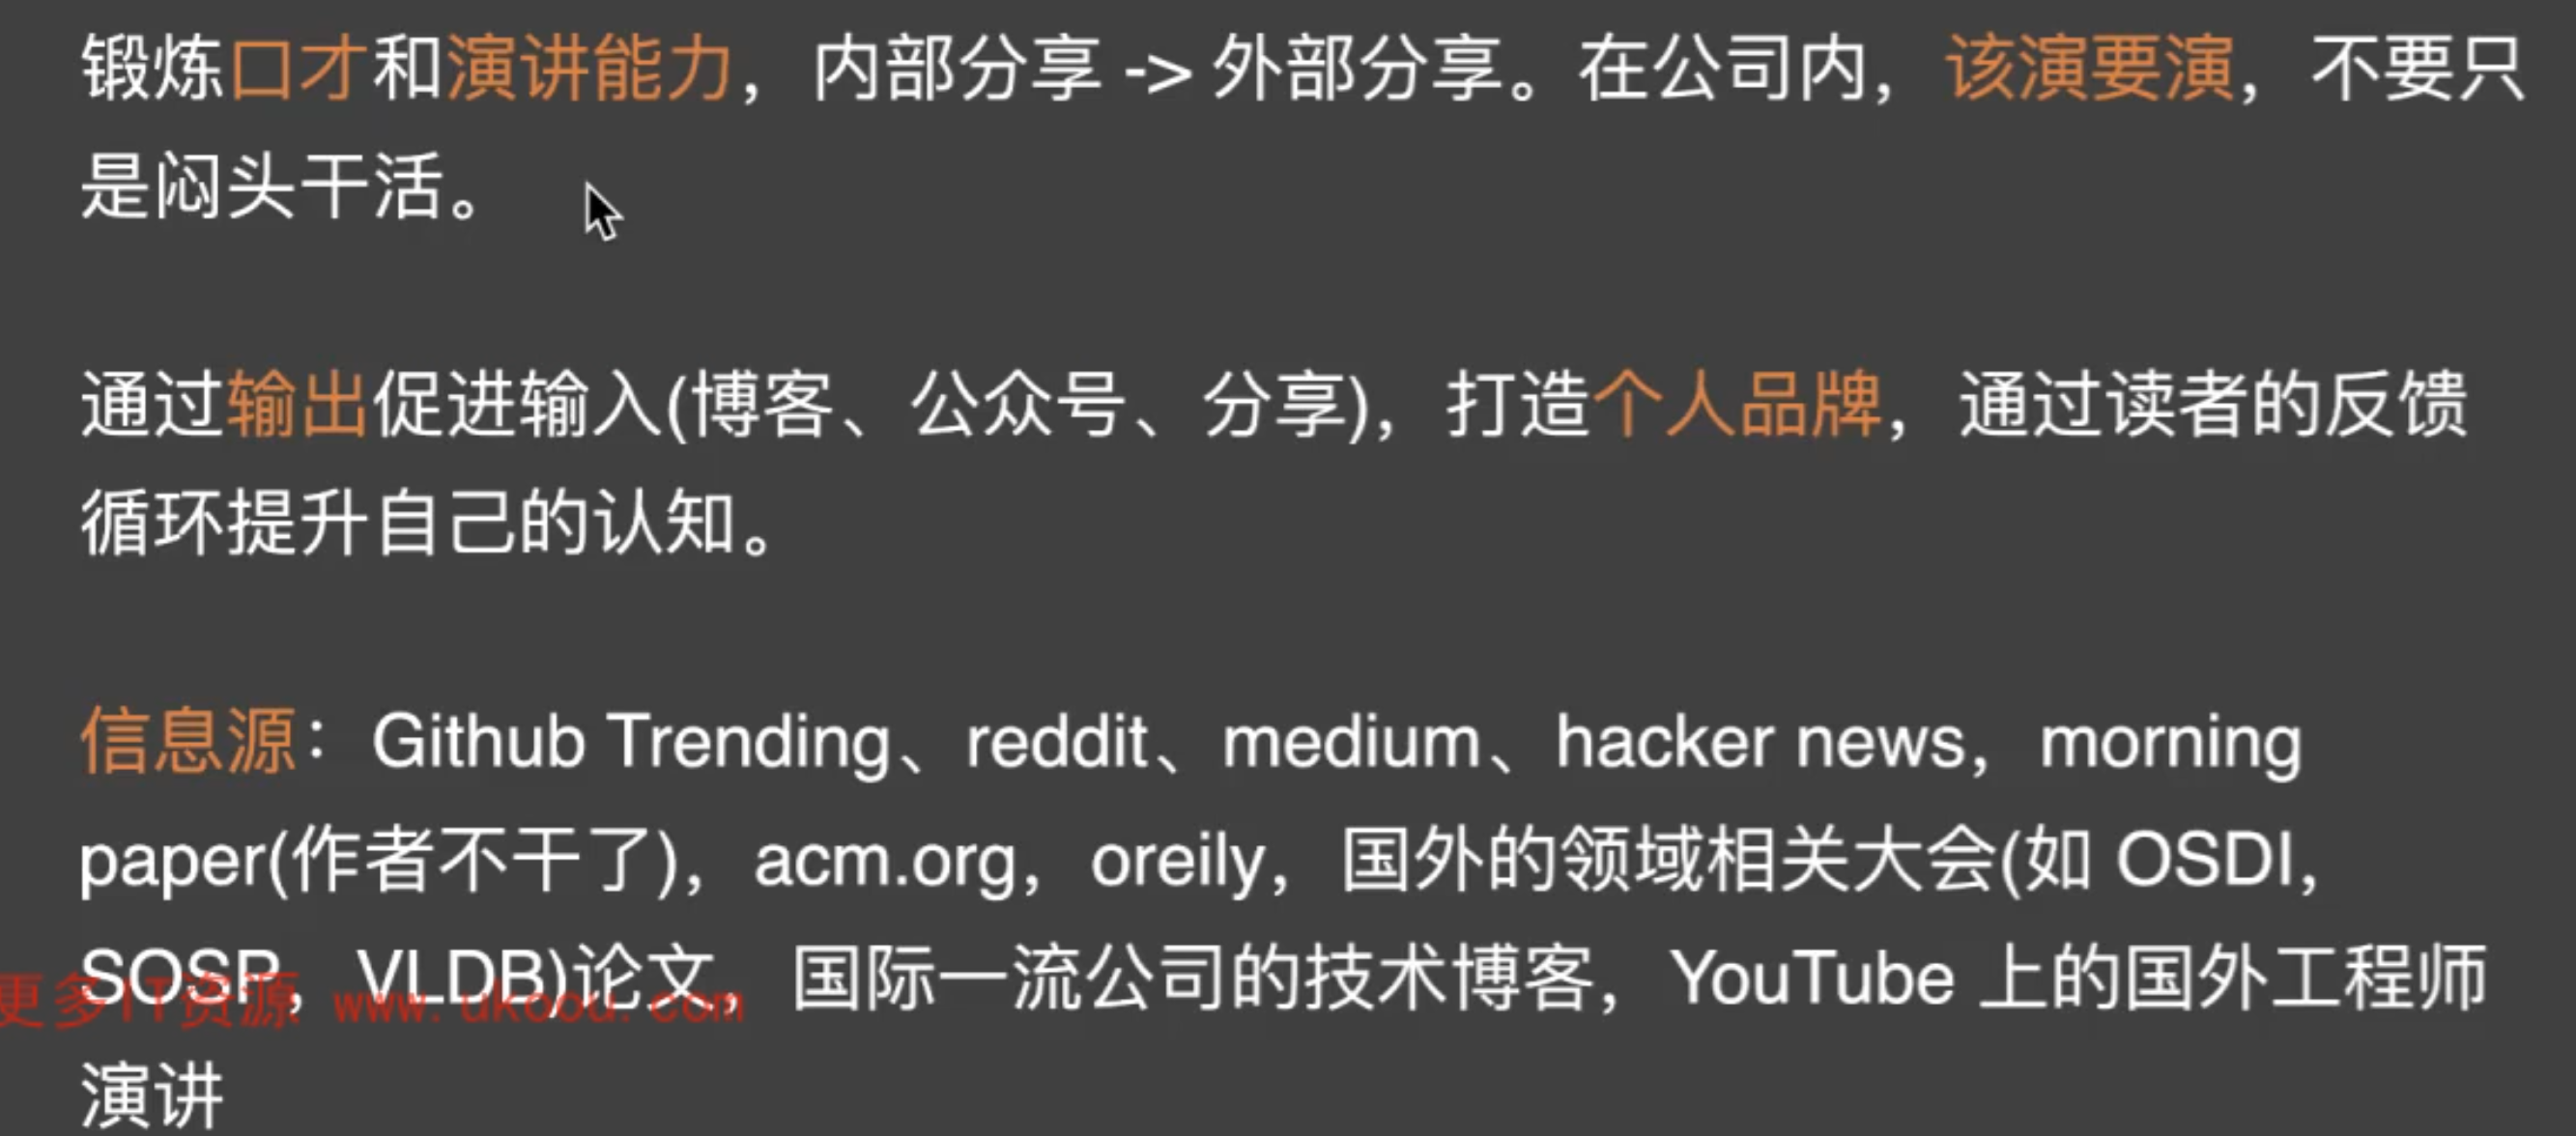 锻炼口才和演讲能力，内部分享 -> 外部分享。在公司内，该演要演，不要只
是闷头干活。
通过输出促进输入(博客、公众号、分享)，打造个人品牌，通过读者的反馈
循环提升自己的认知。
信息源：Github Trending、reddit、medium、hacker news，morning
paper(作者不干了)，acm.org，oreily，国外的领域相关大会(如 OSDI，
SOSP，VLDB)论文，国际一流公司的技术博客，YouTube 上的国外工程师
更多IT资源 www.ukoou.com
演讲